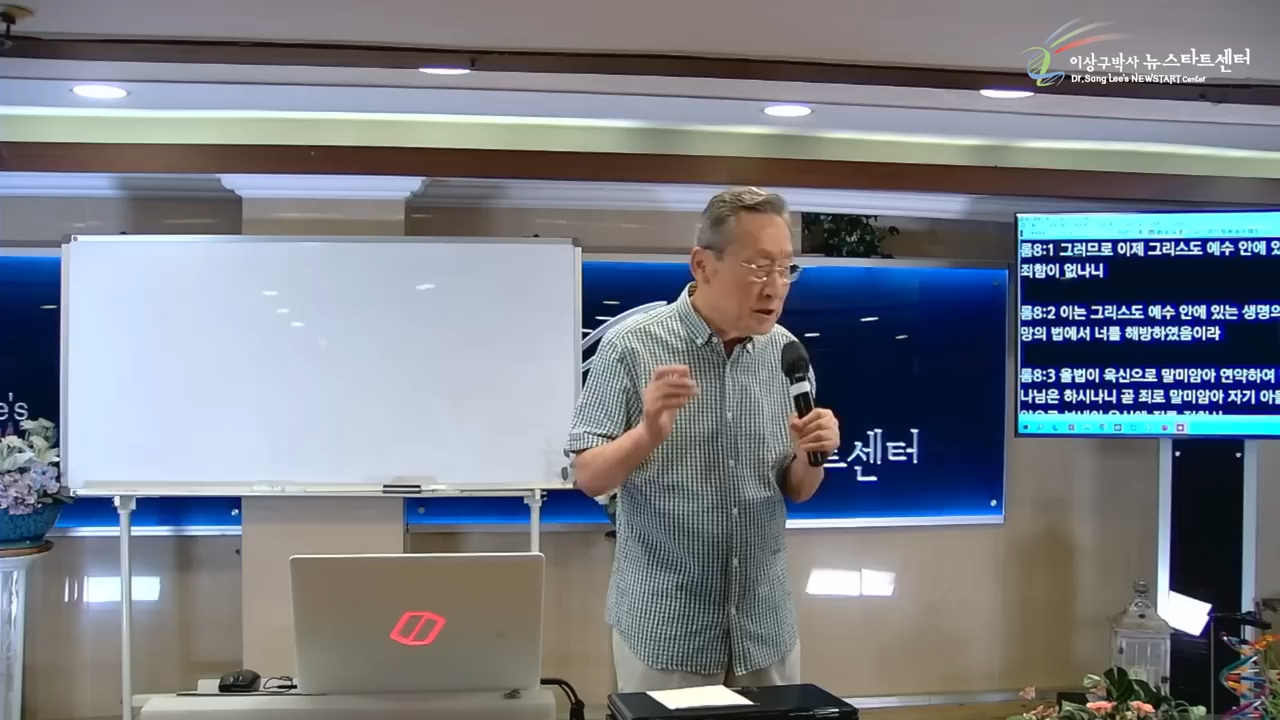 이상구박사 뉴스타트센터
Dr.Sang Lee's NEWSTART Center
롬8:1 그러므로 이제 그리스도 예수 안에
죄함이 없나니
롬8:2 이는 그리스도 예수 안에 있는 생명의
망의 법에서 너를 해방하였음이라
롬8:3 율법이 육신으로 말미암아 연약하여
나님은 하시나니 곧 죄로 말미암아 자기 아들
e's
트센터